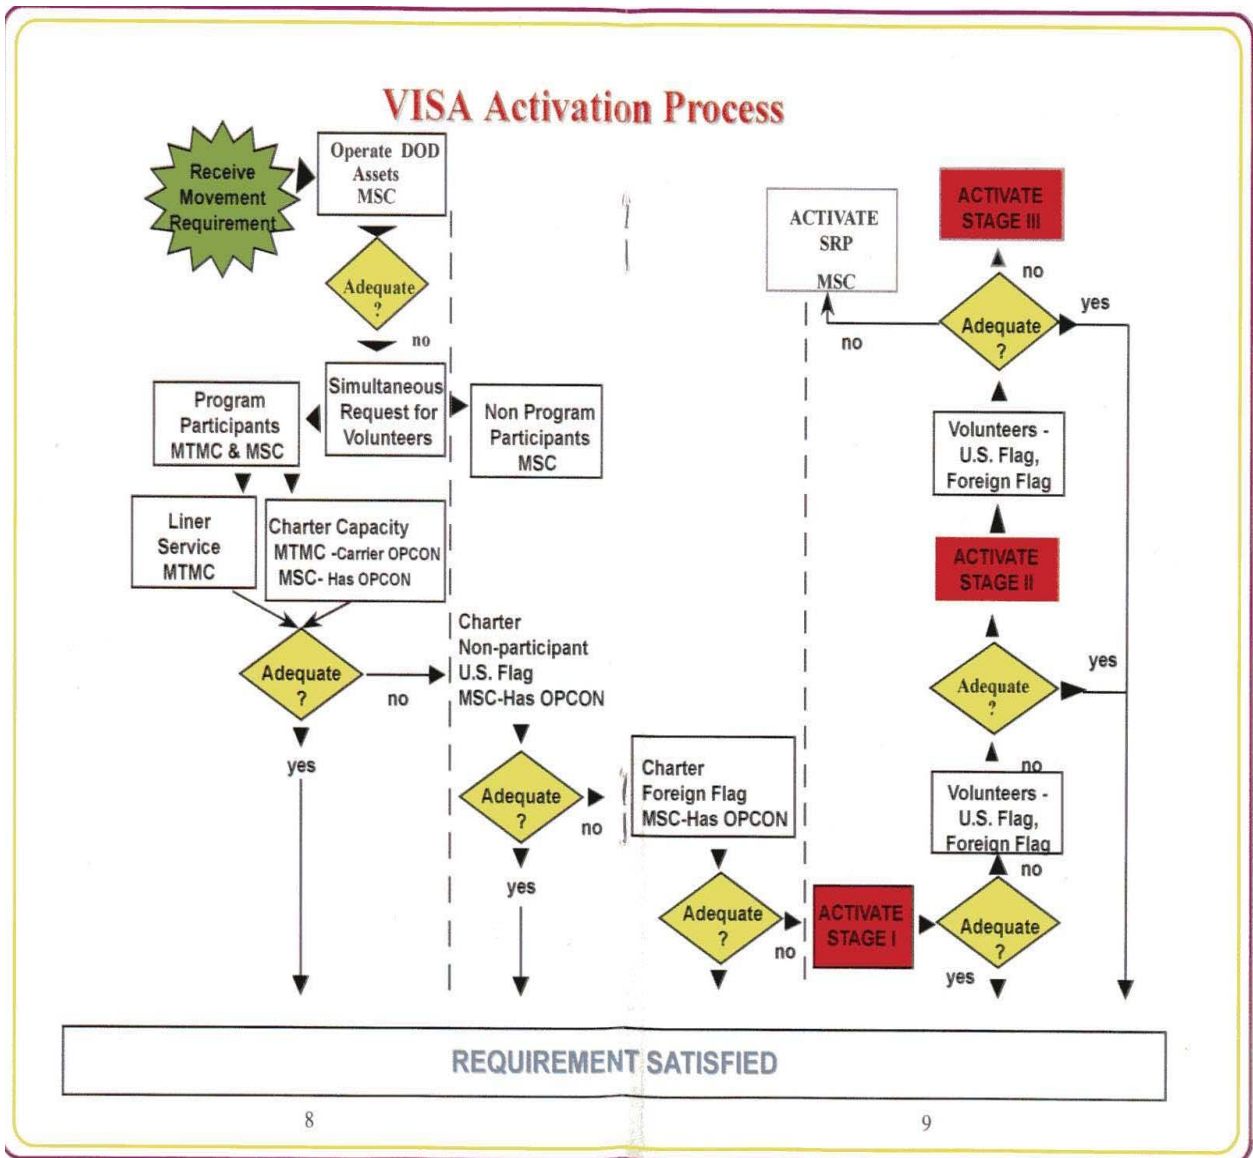 VISA Activation Process
Receive
Movement
Requirement
Operate DOD
Assets
MSC
Adequate
?
no
Simultaneous
Request for
Volunteers
Program
Participants
MTMC & MSC
Non Program
Participants
MSC
Liner
Service
MTMC
Charter Capacity
MTMC -Carrier OPCON
MSC- Has OPCON
Adequate
?
no
yes
Charter
Non-participant
U.S. Flag
MSC-Has OPCON
Adequate
?
no
yes
Charter
Foreign Flag
MSC-Has OPCON
Adequate
?
no
ACTIVATE
STAGE I
Adequate
?
yes
no
Volunteers -
U.S. Flag,
Foreign Flag
no
Adequate
?
yes
ACTIVATE
STAGE II
Volunteers -
U.S. Flag,
Foreign Flag
Adequate
?
yes
no
no
ACTIVATE
SRP
MSC
ACTIVATE
STAGE III
REQUIREMENT SATISFIED
8
9